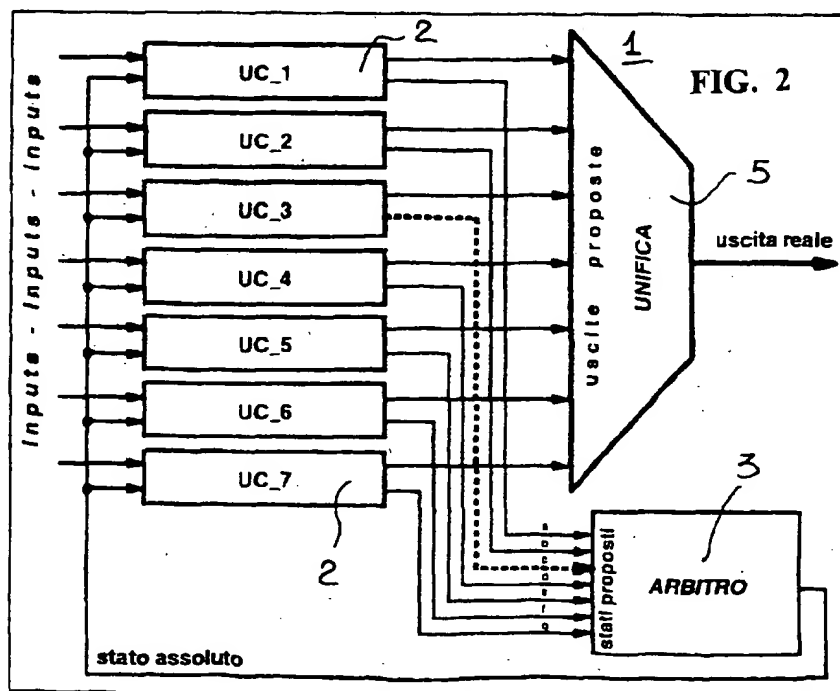 FIG. 2
1
2
UC_1
UC_2
UC_3
UC_4
UC_5
UC_6
UC_7
2
Inputs - Inputs - Inputs
uscite proposte
UNIFICA
5
uscita reale
3
stati proposti
ARBITRO
stato assoluto